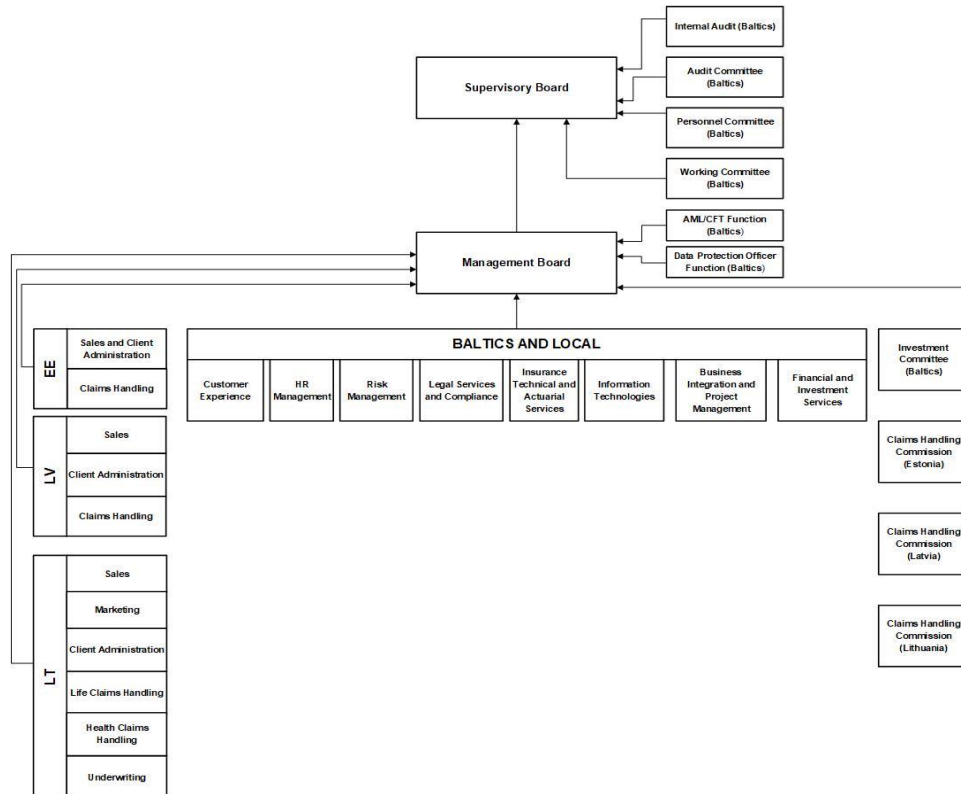 Internal Audit (Baltics)
Supervisory Board
Audit Committee
(Baltics)
Personnel Committee
(Baltics)
Working Committee
(Baltics)
AML/CFT Function
(Baltics)
Management Board
Data Protection Officer
Function (Baltics)
EE
Sales and Client
Administration
Claims Handling
LV
Sales
Client Administration
Claims Handling
LT
Sales
Marketing
Client Administration
Life Claims Handling
Health Claims
Handling
Underwriting
BALTICS AND LOCAL
Customer
Experience
HR
Management
Risk
Management
Legal Services
and Compliance
Insurance
Technical and
Actuarial
Services
Information
Technologies
Business
Integration and
Project
Management
Financial and
Investment
Services
Investment
Committee
(Baltics)
Claims Handling
Commission
(Estonia)
Claims Handling
Commission
(Latvia)
Claims Handling
Commission
(Lithuania)